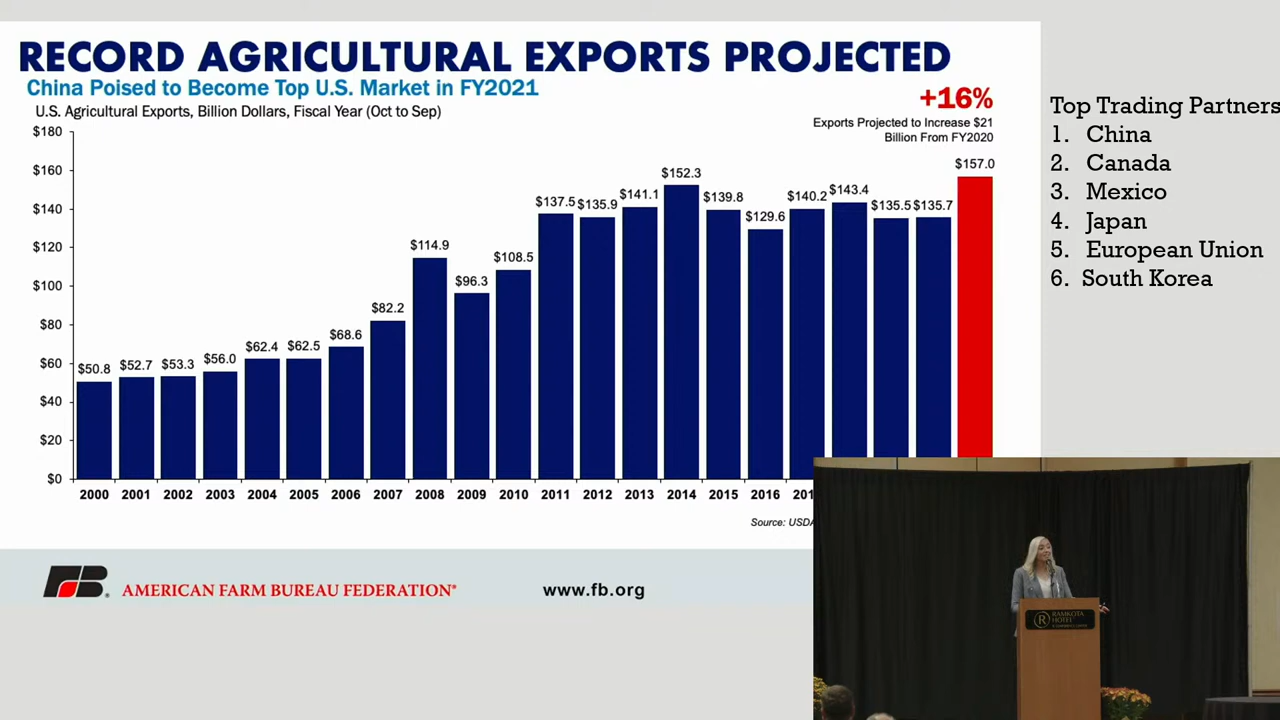 RECORD AGRICULTURAL EXPORTS PROJECTED
China Poised to Become Top U.S. Market in FY2021
U.S. Agricultural Exports, Billion Dollars, Fiscal Year (Oct to Sep)
+16%
Exports Projected to Increase $21
Billion From FY2020
$180
$160
$140
$120
$100
$80
$60
$40
$20
$0
$50.8 $52.7 $53.3 $56.0 $62.4 $62.5 $68.6 $82.2 $114.9 $96.3 $108.5 $137.5 $135.9 $141.1 $152.3 $139.8 $129.6 $140.2 $143.4 $135.5 $135.7 $157.0
2000 2001 2002 2003 2004 2005 2006 2007 2008 2009 2010 2011 2012 2013 2014 2015 2016
Source:
FB
AMERICAN FARM BUREAU FEDERATION®
www.fb.org
Top Trading Partners
1. China
2. Canada
3. Mexico
4. Japan
5. European Union
6. South Korea
R
RAMKOTA
HOTEL